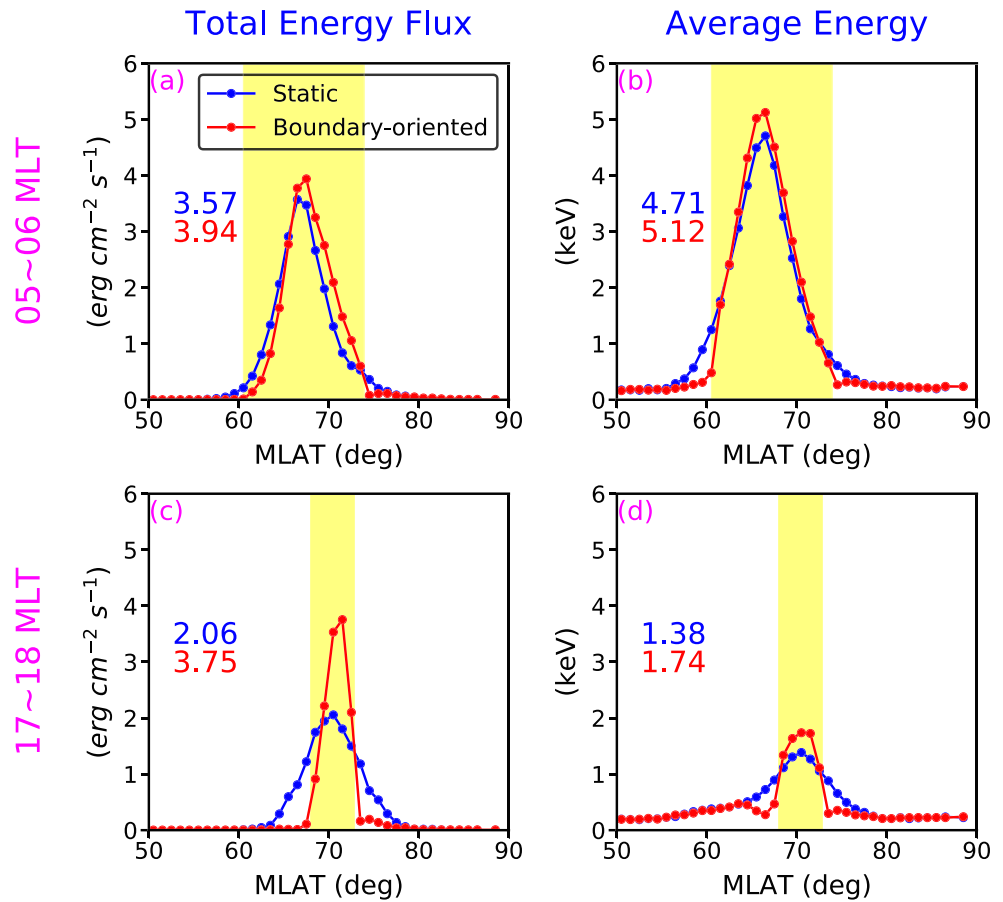 Total Energy Flux
Average Energy
05~06 MLT
17~18 MLT
(a)
Static
Boundary-oriented
3.57
3.94
(erg cm⁻² s⁻¹)
0 1 2 3 4 5 6
50 60 70 80 90
MLAT (deg)
(b)
4.71
5.12
(keV)
0 1 2 3 4 5 6
50 60 70 80 90
MLAT (deg)
(c)
2.06
3.75
(erg cm⁻² s⁻¹)
0 1 2 3 4 5 6
50 60 70 80 90
MLAT (deg)
(d)
1.38
1.74
(keV)
0 1 2 3 4 5 6
50 60 70 80 90
MLAT (deg)